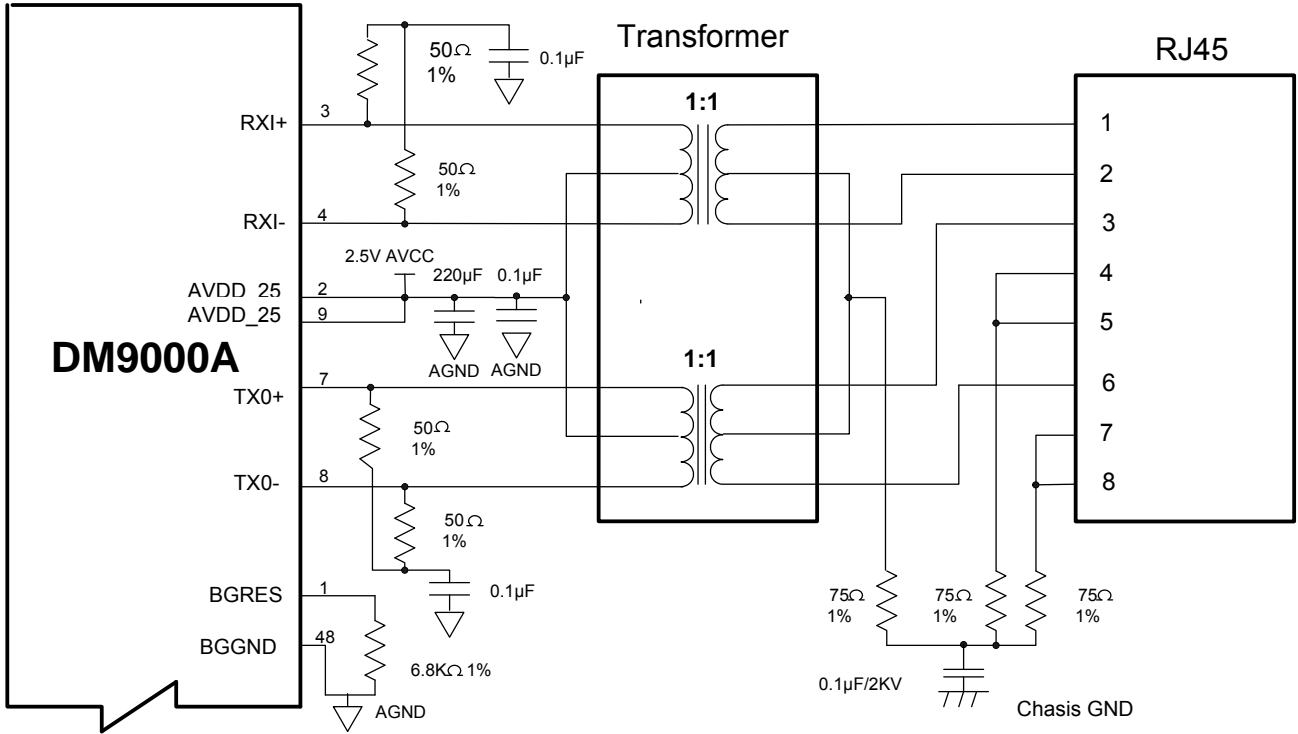 Transformer
RJ45
50Ω
1%
0.1µF
1:1
RXI+
3
1
50Ω
1%
2
RXI-
4
3
2.5V AVCC
220µF
0.1µF
4
AVDD_25
2
AVDD_25
9
5
DM9000A
AGND
AGND
1:1
TX0+
7
6
50Ω
1%
7
TX0-
8
8
50Ω
1%
BGRES
1
0.1µF
75Ω
1%
75Ω
1%
75Ω
1%
BGGND
48
6.8KΩ 1%
0.1µF/2KV
AGND
Chasis GND